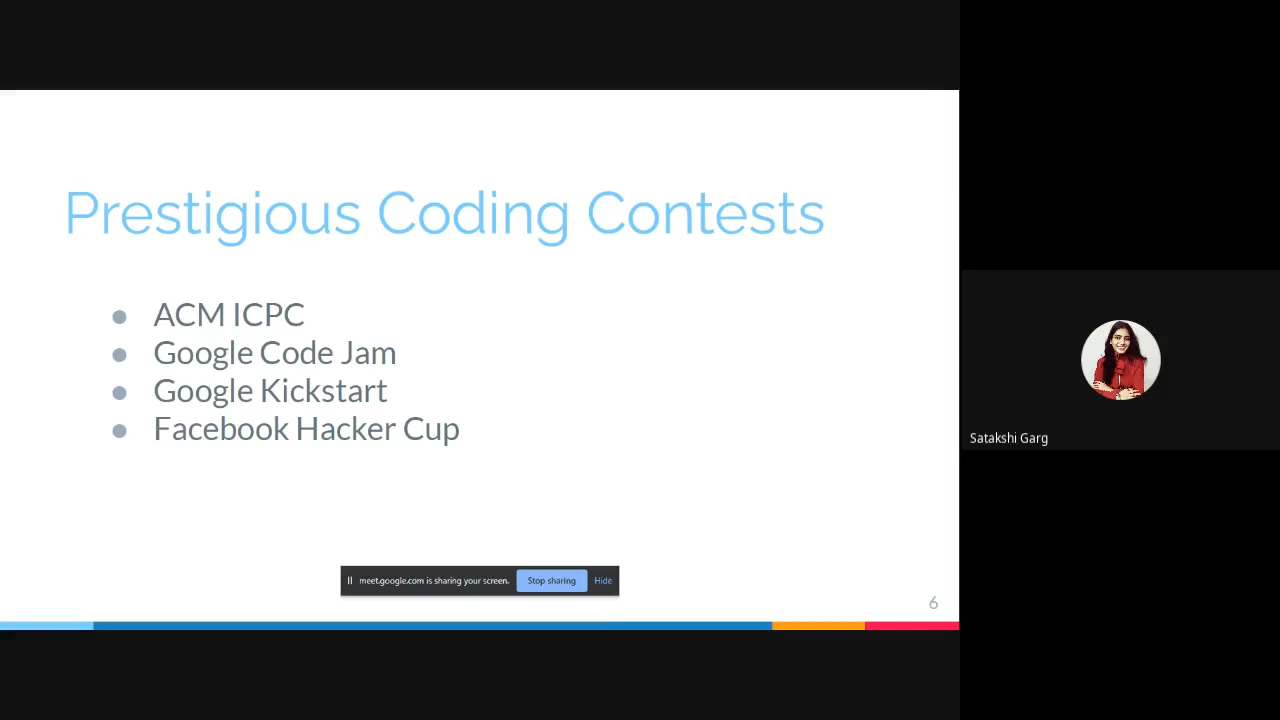 Prestigious Coding Contests
● ACM ICPC
● Google Code Jam
● Google Kickstart
● Facebook Hacker Cup
meet.google.com is sharing your screen. Stop sharing Hide
6
Satakshi Garg